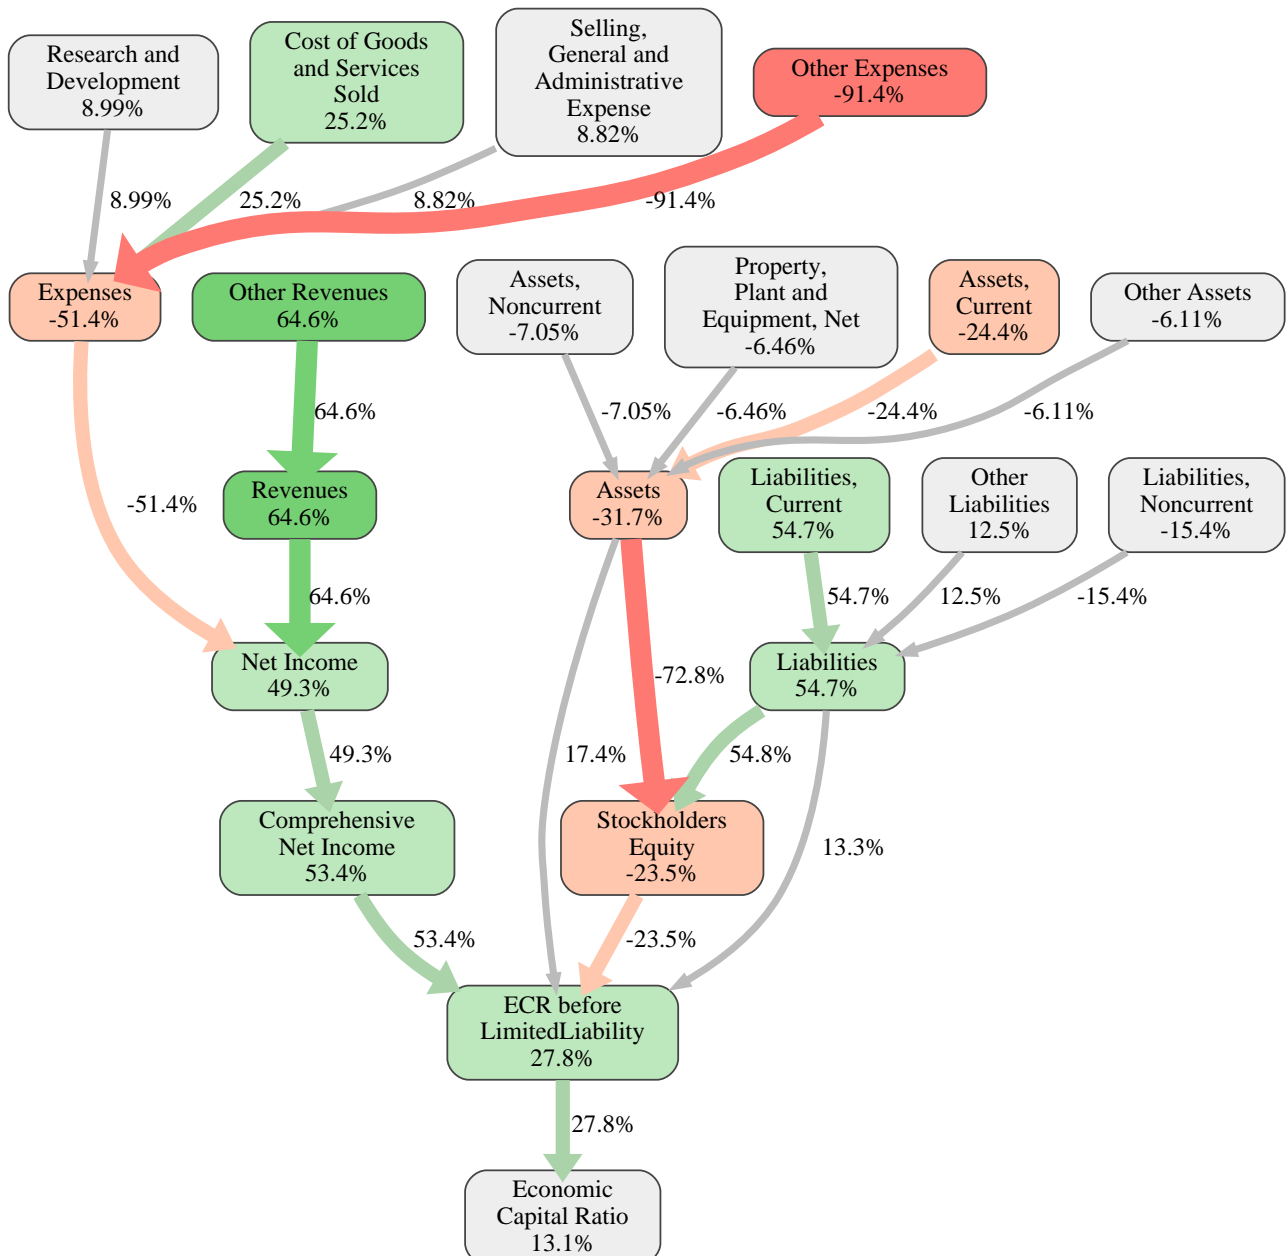 Research and
Development
8.99%
Cost of Goods
and Services
Sold
25.2%
Selling,
General and
Administrative
Expense
8.82%
Other Expenses
-91.4%
8.99%
25.2%
8.82%
-91.4%
Expenses
-51.4%
Other Revenues
64.6%
Assets,
Noncurrent
-7.05%
Property,
Plant and
Equipment, Net
-6.46%
Assets,
Current
-24.4%
Other Assets
-6.11%
64.6%
-7.05%
-6.46%
-24.4%
-6.11%
-51.4%
Revenues
64.6%
Assets
-31.7%
Liabilities,
Current
54.7%
Other
Liabilities
12.5%
Liabilities,
Noncurrent
-15.4%
64.6%
54.7%
12.5%
-15.4%
Net Income
49.3%
-72.8%
Liabilities
54.7%
49.3%
17.4%
54.8%
Comprehensive
Net Income
53.4%
Stockholders
Equity
-23.5%
13.3%
53.4%
-23.5%
ECR before
LimitedLiability
27.8%
27.8%
Economic
Capital Ratio
13.1%